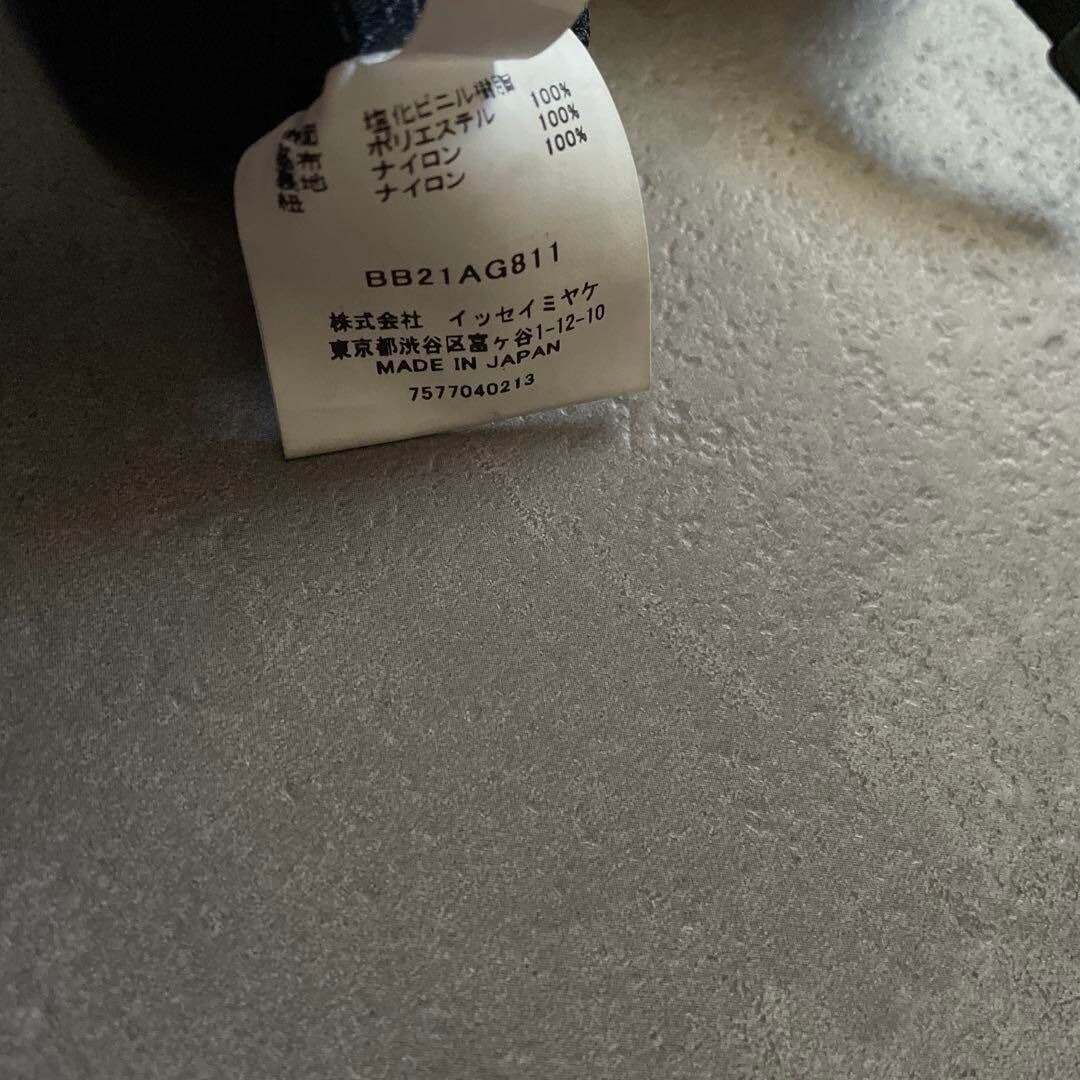 塩化ビニル樹脂 100%
布 ポリエステル 100%
地 ナイロン 100%
ナイロン
BB21AG811
株式会社 イッセイミヤケ
東京都渋谷区富ヶ谷1-12-10
MADE IN JAPAN
7577040213